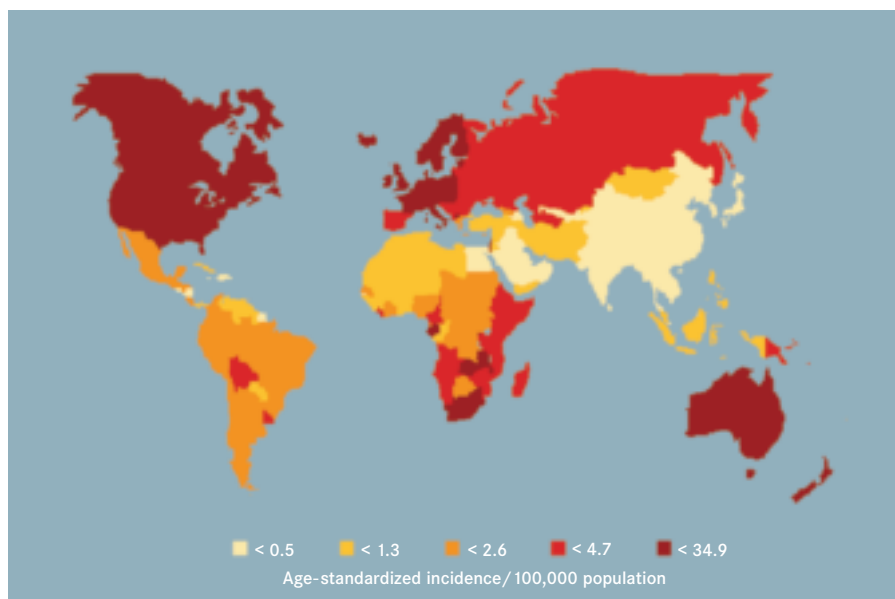 < 0.5 < 1.3 < 2.6 < 4.7 < 34.9
Age-standardized incidence/100,000 population